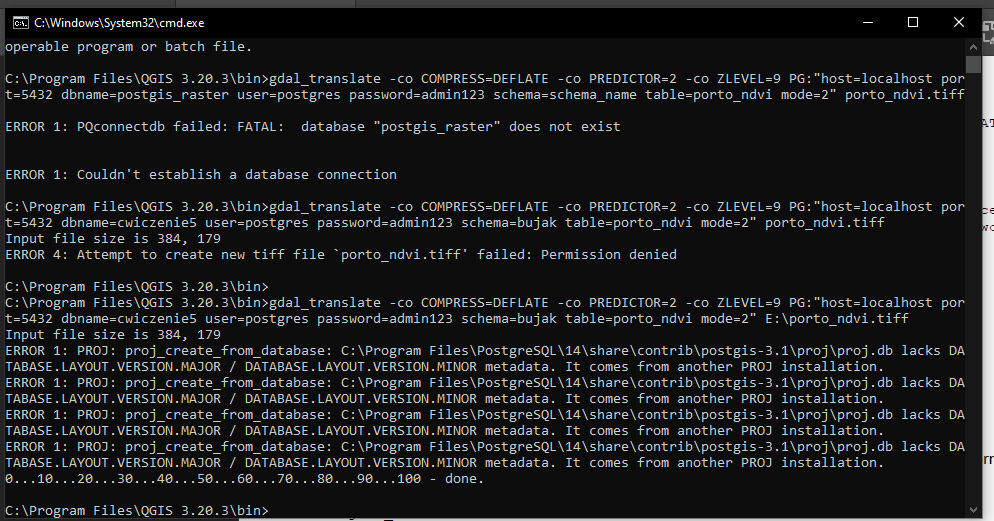 C:\Windows\System32\cmd.exe
operable program or batch file.
C:\Program Files\QGIS 3.20.3\bin>gdal_translate -co COMPRESS=DEFLATE -co PREDICTOR=2 -co ZLEVEL=9 PG:"host=localhost por
t=5432 dbname=postgis_raster user=postgres password=admin123 schema=schema_name table=porto_ndvi mode=2" porto_ndvi.tiff
ERROR 1: PQconnectdb failed: FATAL:  database "postgis_raster" does not exist
ERROR 1: Couldn't establish a database connection
C:\Program Files\QGIS 3.20.3\bin>gdal_translate -co COMPRESS=DEFLATE -co PREDICTOR=2 -co ZLEVEL=9 PG:"host=localhost por
t=5432 dbname=cwiczenie5 user=postgres password=admin123 schema=bujak table=porto_ndvi mode=2" porto_ndvi.tiff
Input file size is 384, 179
ERROR 4: Attempt to create new tiff file `porto_ndvi.tiff' failed: Permission denied
C:\Program Files\QGIS 3.20.3\bin>
C:\Program Files\QGIS 3.20.3\bin>gdal_translate -co COMPRESS=DEFLATE -co PREDICTOR=2 -co ZLEVEL=9 PG:"host=localhost por
t=5432 dbname=cwiczenie5 user=postgres password=admin123 schema=bujak table=porto_ndvi mode=2" E:\porto_ndvi.tiff
Input file size is 384, 179
ERROR 1: PROJ: proj_create_from_database: C:\Program Files\PostgreSQL\14\share\contrib\postgis-3.1\proj\proj.db lacks DA
TABASE.LAYOUT.VERSION.MAJOR / DATABASE.LAYOUT.VERSION.MINOR metadata. It comes from another PROJ installation.
ERROR 1: PROJ: proj_create_from_database: C:\Program Files\PostgreSQL\14\share\contrib\postgis-3.1\proj\proj.db lacks DA
TABASE.LAYOUT.VERSION.MAJOR / DATABASE.LAYOUT.VERSION.MINOR metadata. It comes from another PROJ installation.
ERROR 1: PROJ: proj_create_from_database: C:\Program Files\PostgreSQL\14\share\contrib\postgis-3.1\proj\proj.db lacks DA
TABASE.LAYOUT.VERSION.MAJOR / DATABASE.LAYOUT.VERSION.MINOR metadata. It comes from another PROJ installation.
ERROR 1: PROJ: proj_create_from_database: C:\Program Files\PostgreSQL\14\share\contrib\postgis-3.1\proj\proj.db lacks DA
TABASE.LAYOUT.VERSION.MAJOR / DATABASE.LAYOUT.VERSION.MINOR metadata. It comes from another PROJ installation.
0...10...20...30...40...50...60...70...80...90...100 - done.
C:\Program Files\QGIS 3.20.3\bin>